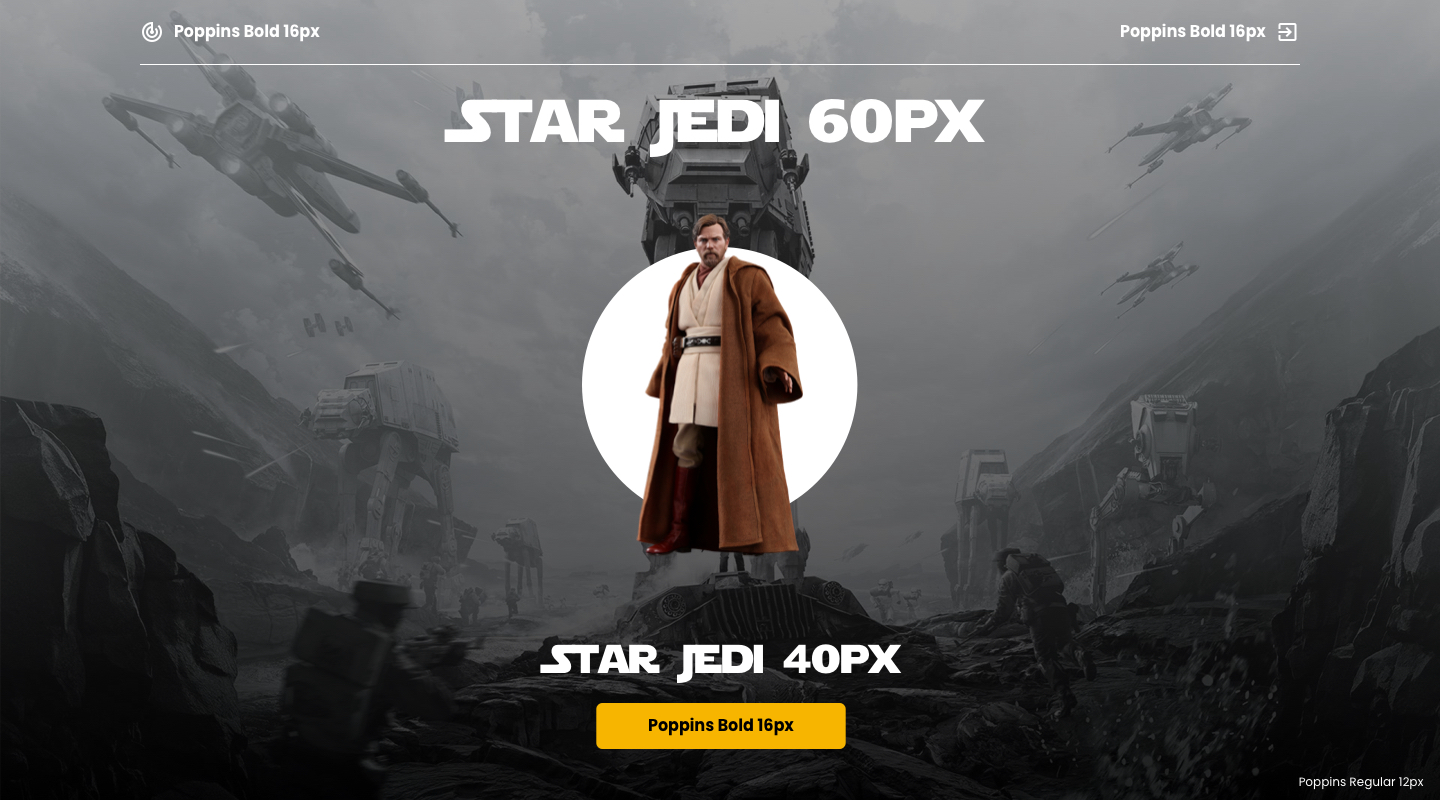 Poppins Bold 16px
Poppins Bold 16px
STAR JEDI 60PX
STAR JEDI 40PX
Poppins Bold 16px
Poppins Regular 12px